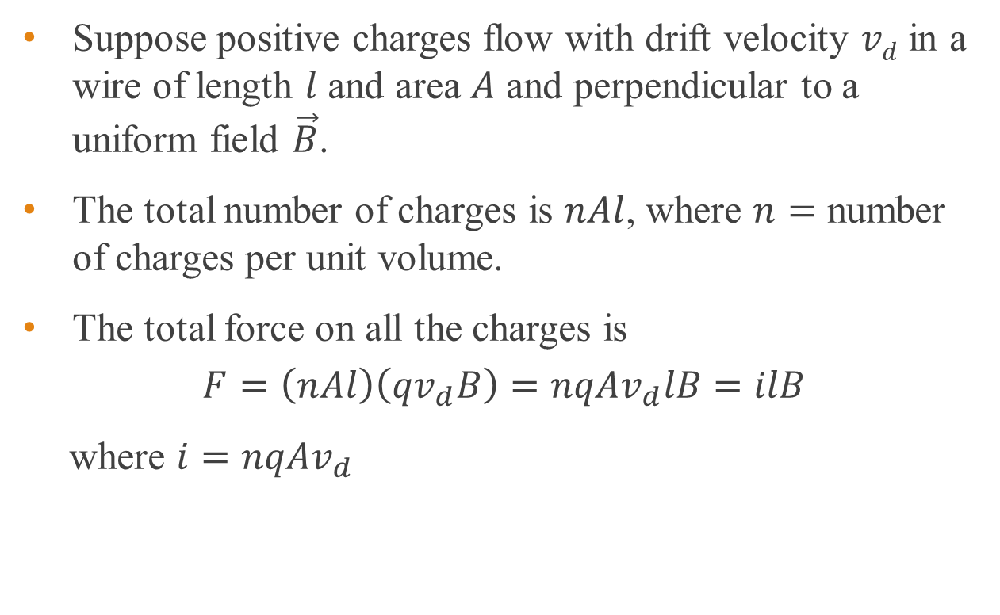 • Suppose positive charges flow with drift velocity 𝑣_𝑑 in a
wire of length 𝑙 and area 𝐴 and perpendicular to a
uniform field 𝐵⃗.
• The total number of charges is 𝑛𝐴𝑙, where 𝑛 = number
of charges per unit volume.
• The total force on all the charges is
𝐹 = (𝑛𝐴𝑙)(𝑞𝑣_𝑑𝐵) = 𝑛𝑞𝐴𝑣_𝑑𝑙𝐵 = 𝑖𝑙𝐵
where 𝑖 = 𝑛𝑞𝐴𝑣_𝑑